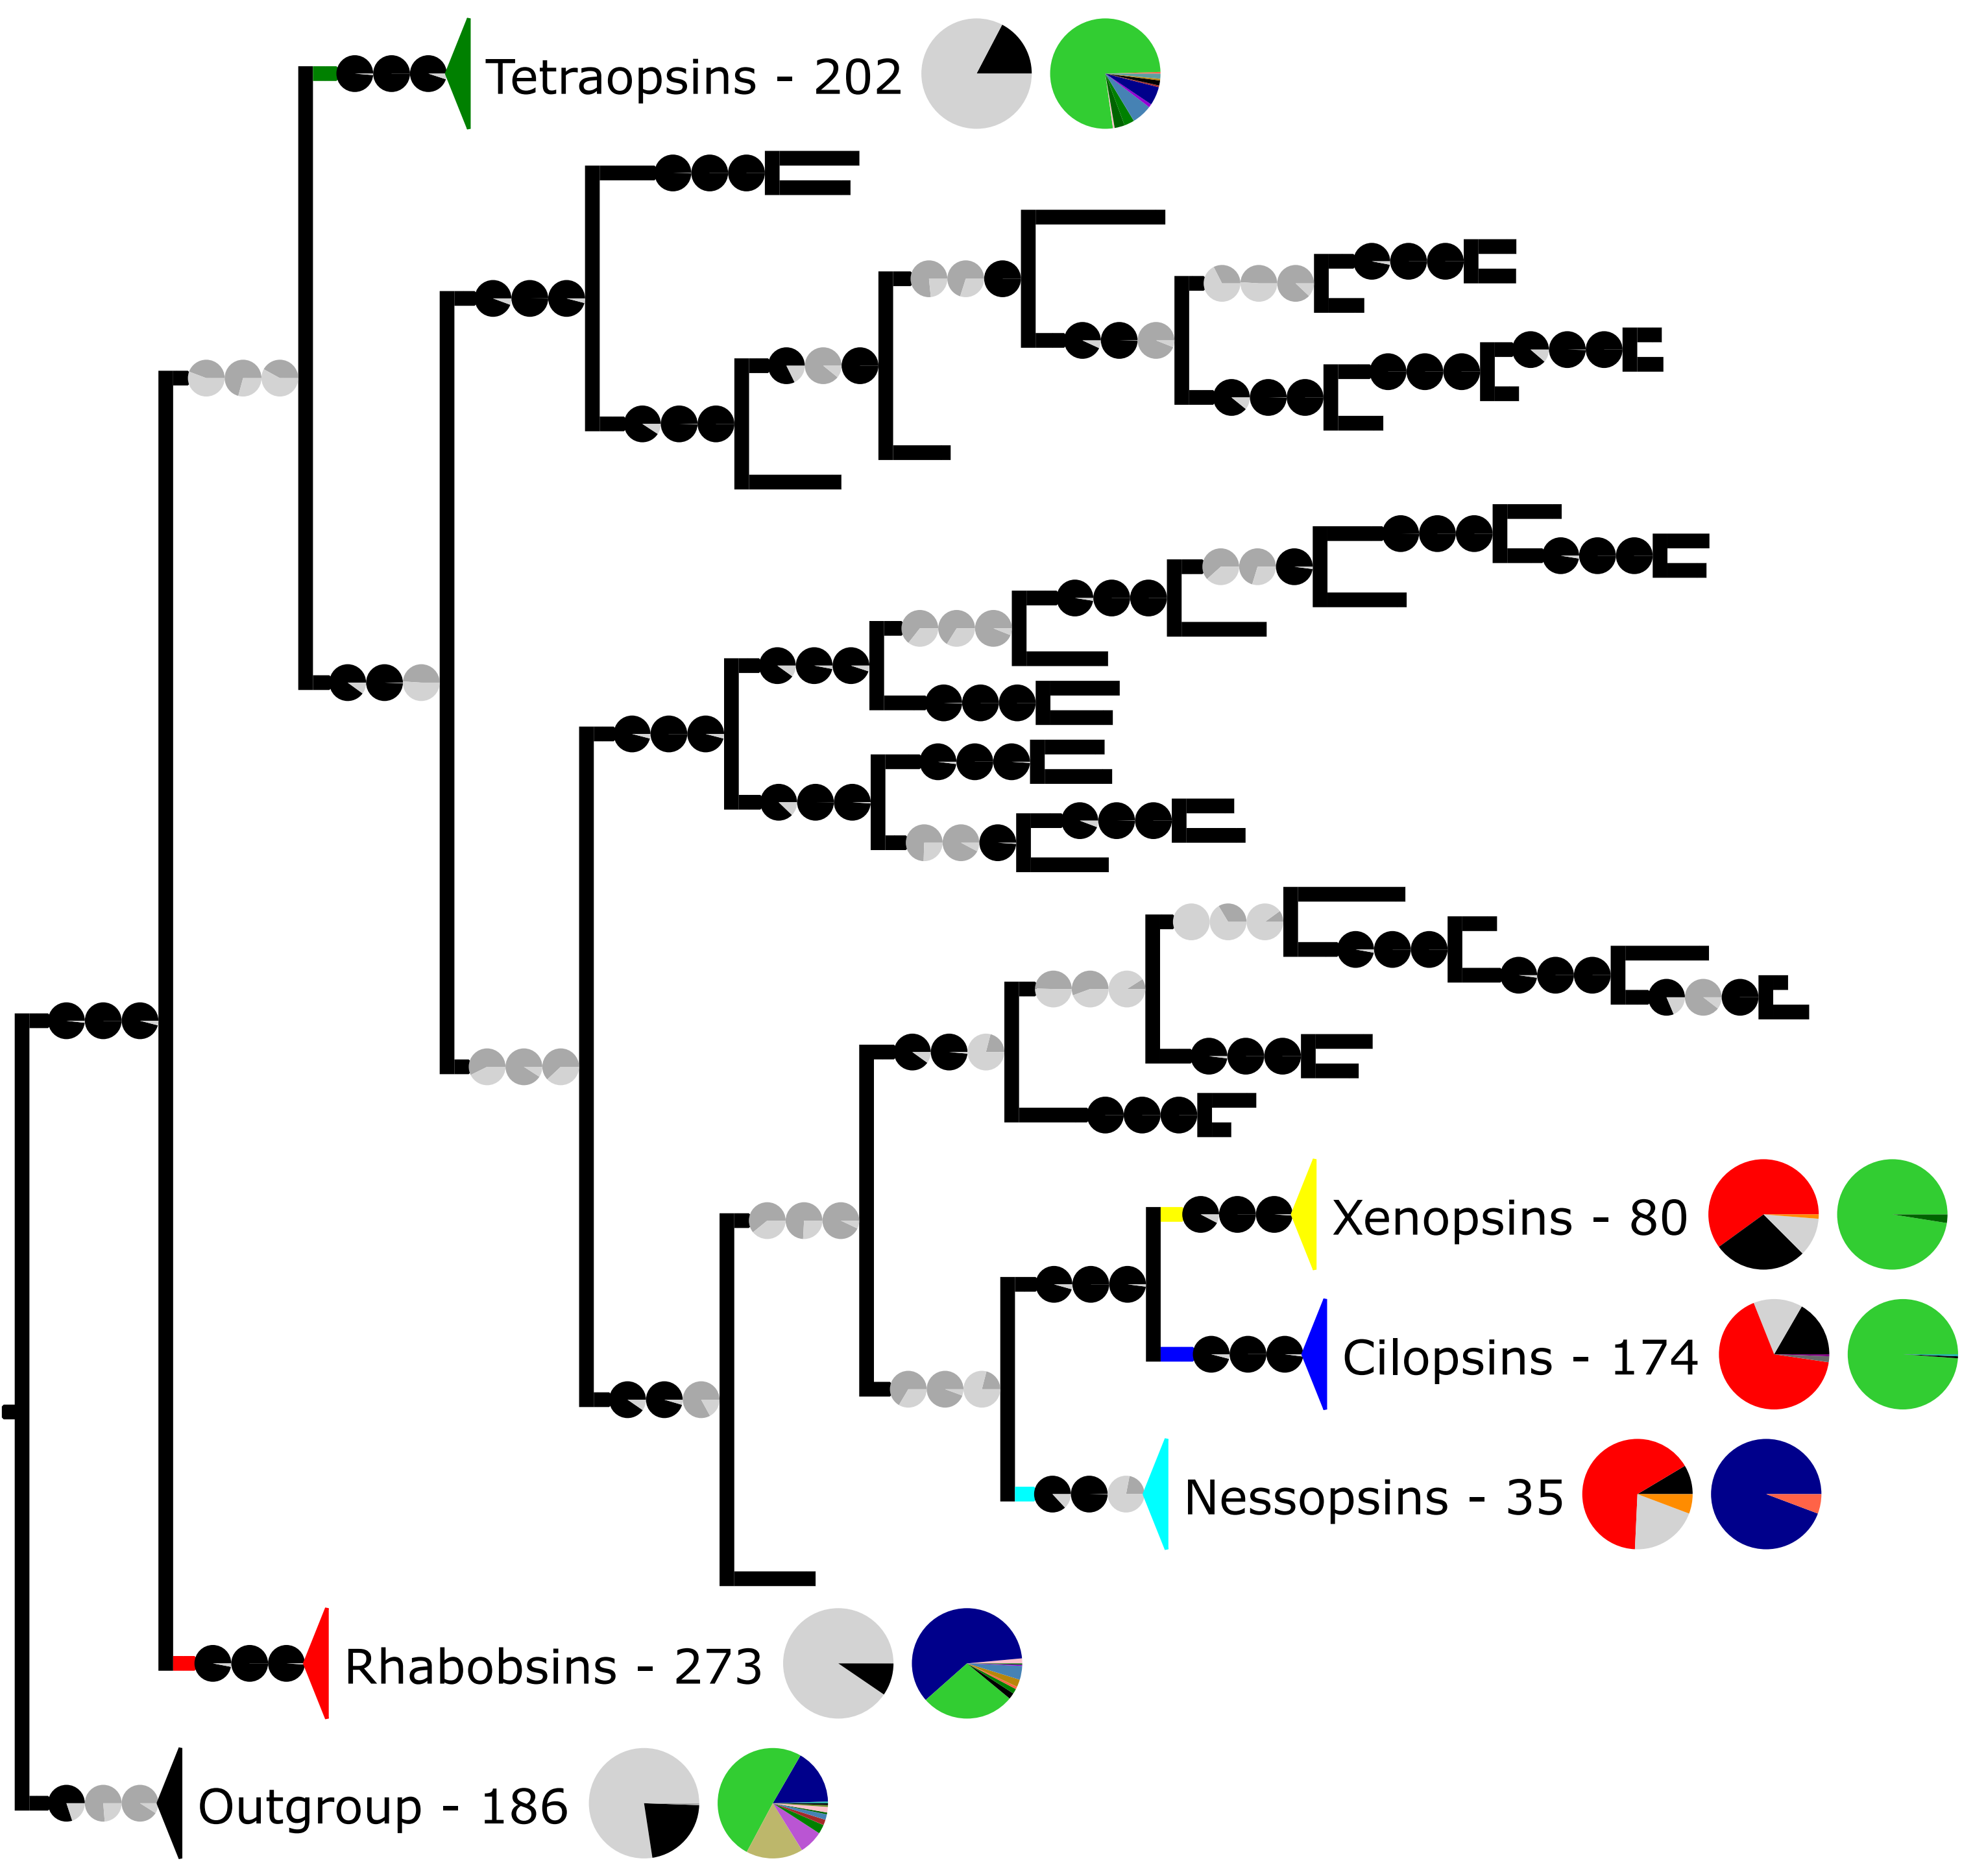 Tetraopsins - 202
Xenopsins - 80
Cilopsins - 174
Nessopsins - 35
Rhabobsins - 273
Outgroup - 186